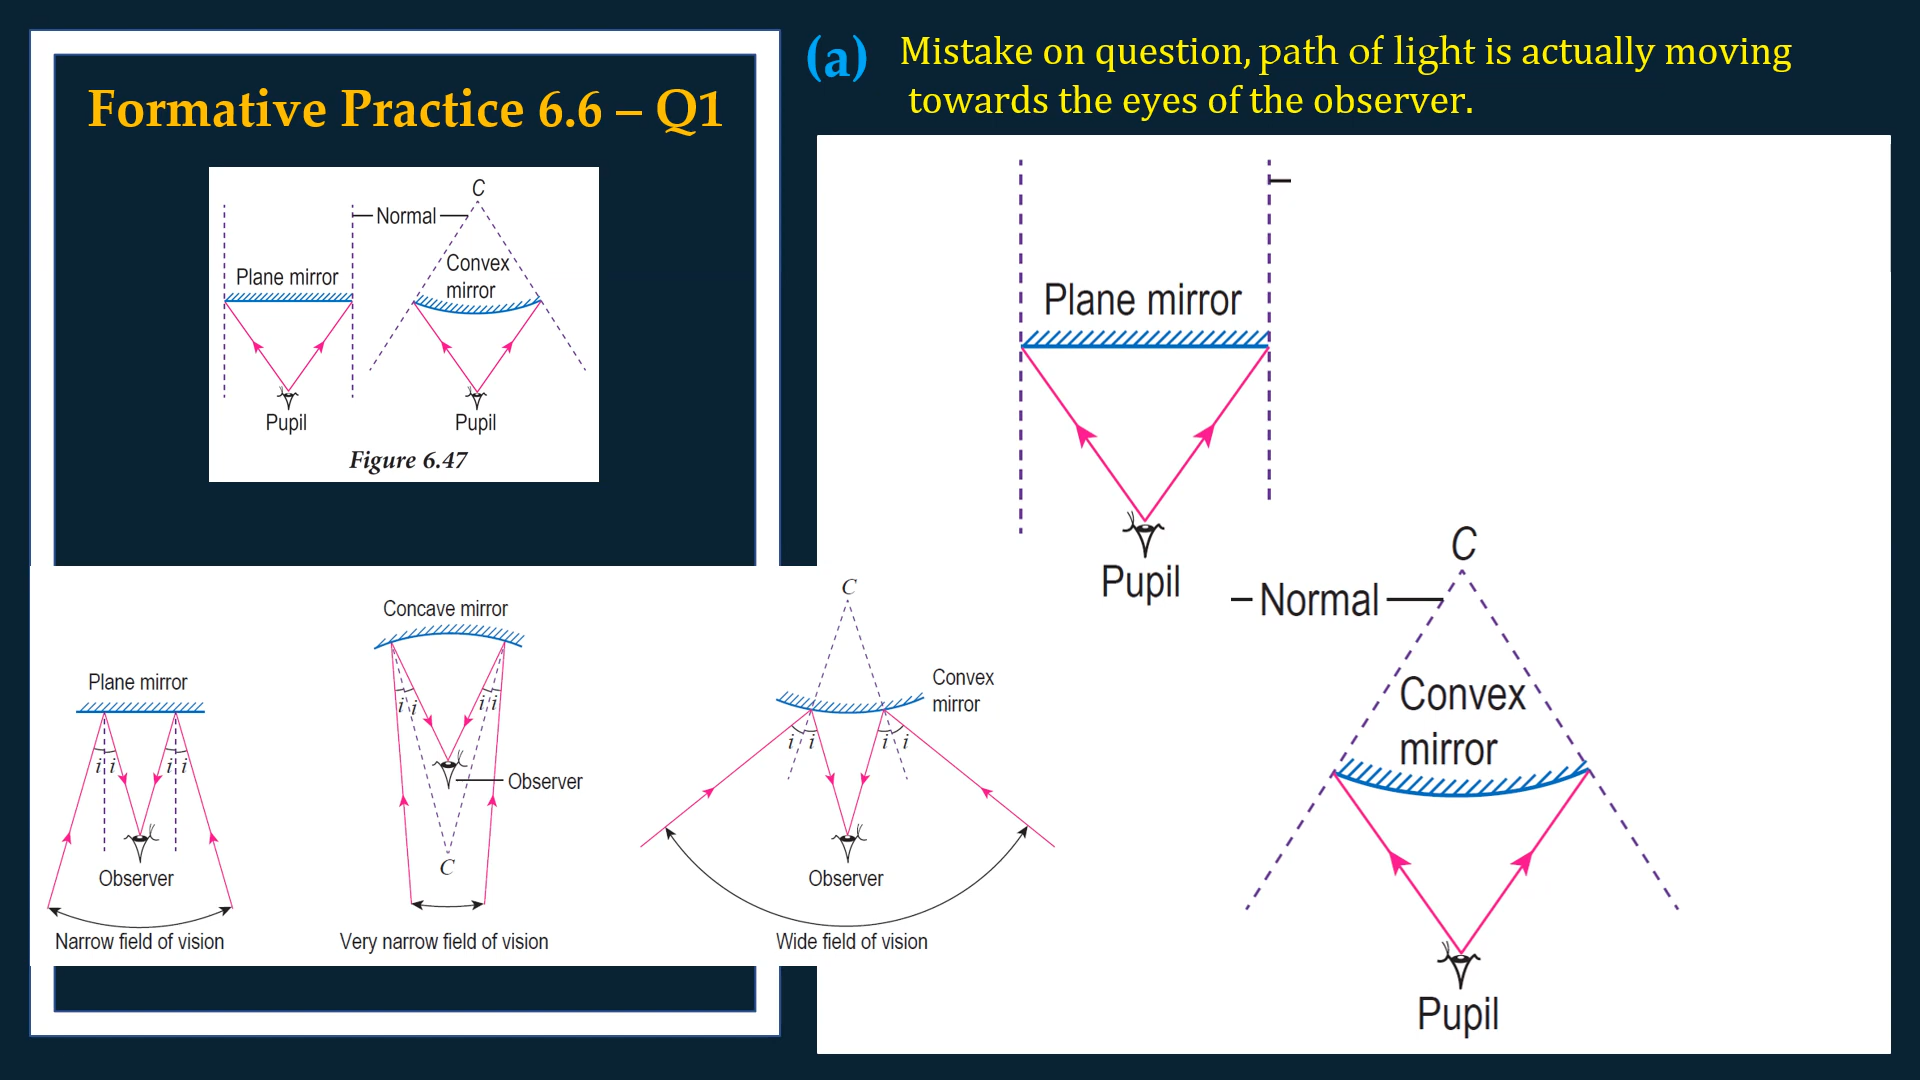 Formative Practice 6.6 – Q1
C
Normal
Plane mirror
Convex
mirror
Pupil
Pupil
Figure 6.47
(a) Mistake on question, path of light is actually moving
towards the eyes of the observer.
Plane mirror
Pupil
C
Normal
Convex
mirror
Pupil
Plane mirror
i i i i
Observer
Narrow field of vision
Concave mirror
i i i i
Observer
C
Very narrow field of vision
C
Convex
mirror
i i i i
Observer
Wide field of vision